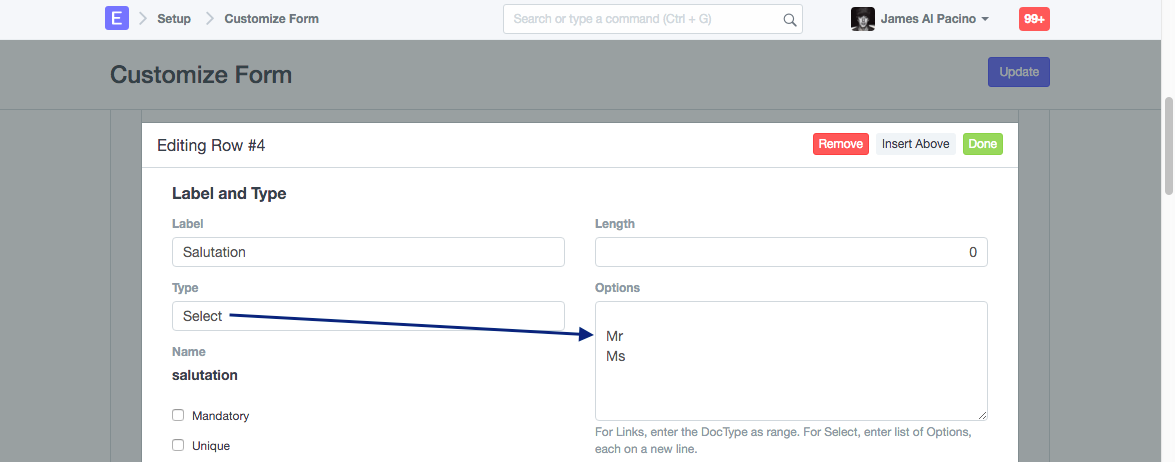 E Setup Customize Form Search or type a command (Ctrl + G) James Al Pacino 99+
Customize Form Update
Editing Row #4 Remove Insert Above Done
Label and Type
Label Length
Salutation 0
Type Options
Select
Mr
Name
Ms
salutation
Mandatory
For Links, enter the DocType as range. For Select, enter list of Options,
Unique
each on a new line.